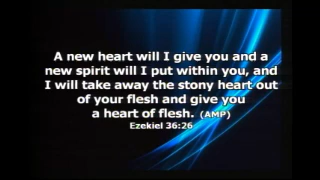 A new heart will I give you and a
new spirit will I put within you, and
I will take away the stony heart out
of your flesh and give you
a heart of flesh. (AMP)
Ezekiel 36:26